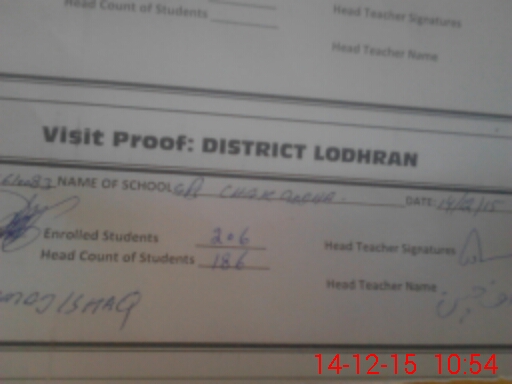 Head Count of Students
Head Teacher Signatures
Head Teacher Name
Visit Proof: DISTRICT LODHRAN
NAME OF SCHOOL DATE: 14/12/15
Enrolled Students 206
Head Teacher Signatures
Head Count of Students 186
Head Teacher Name
ISHAQ
14-12-15 10:54